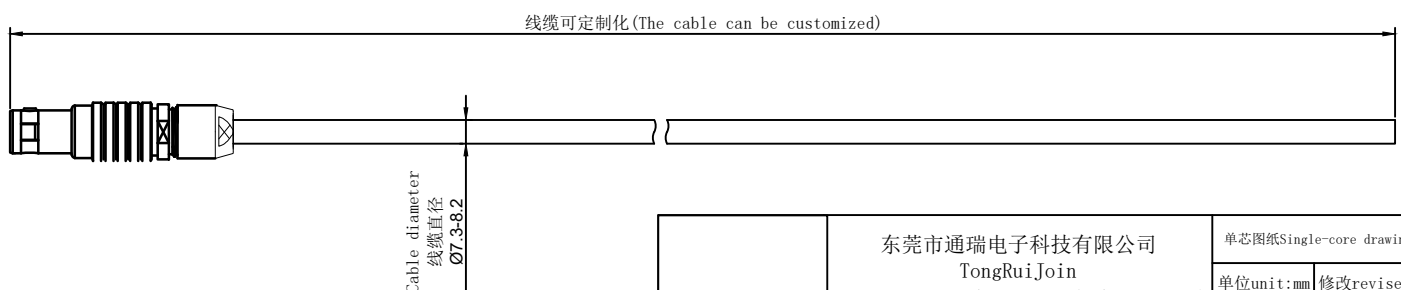 线缆可定制化(The cable can be customized)
Cable diameter
线缆直径
Ø7.3-8.2
东莞市通瑞电子科技有限公司
TongRuiJoin
单芯图纸Single-core drawin
单位unit:mm
修改revise